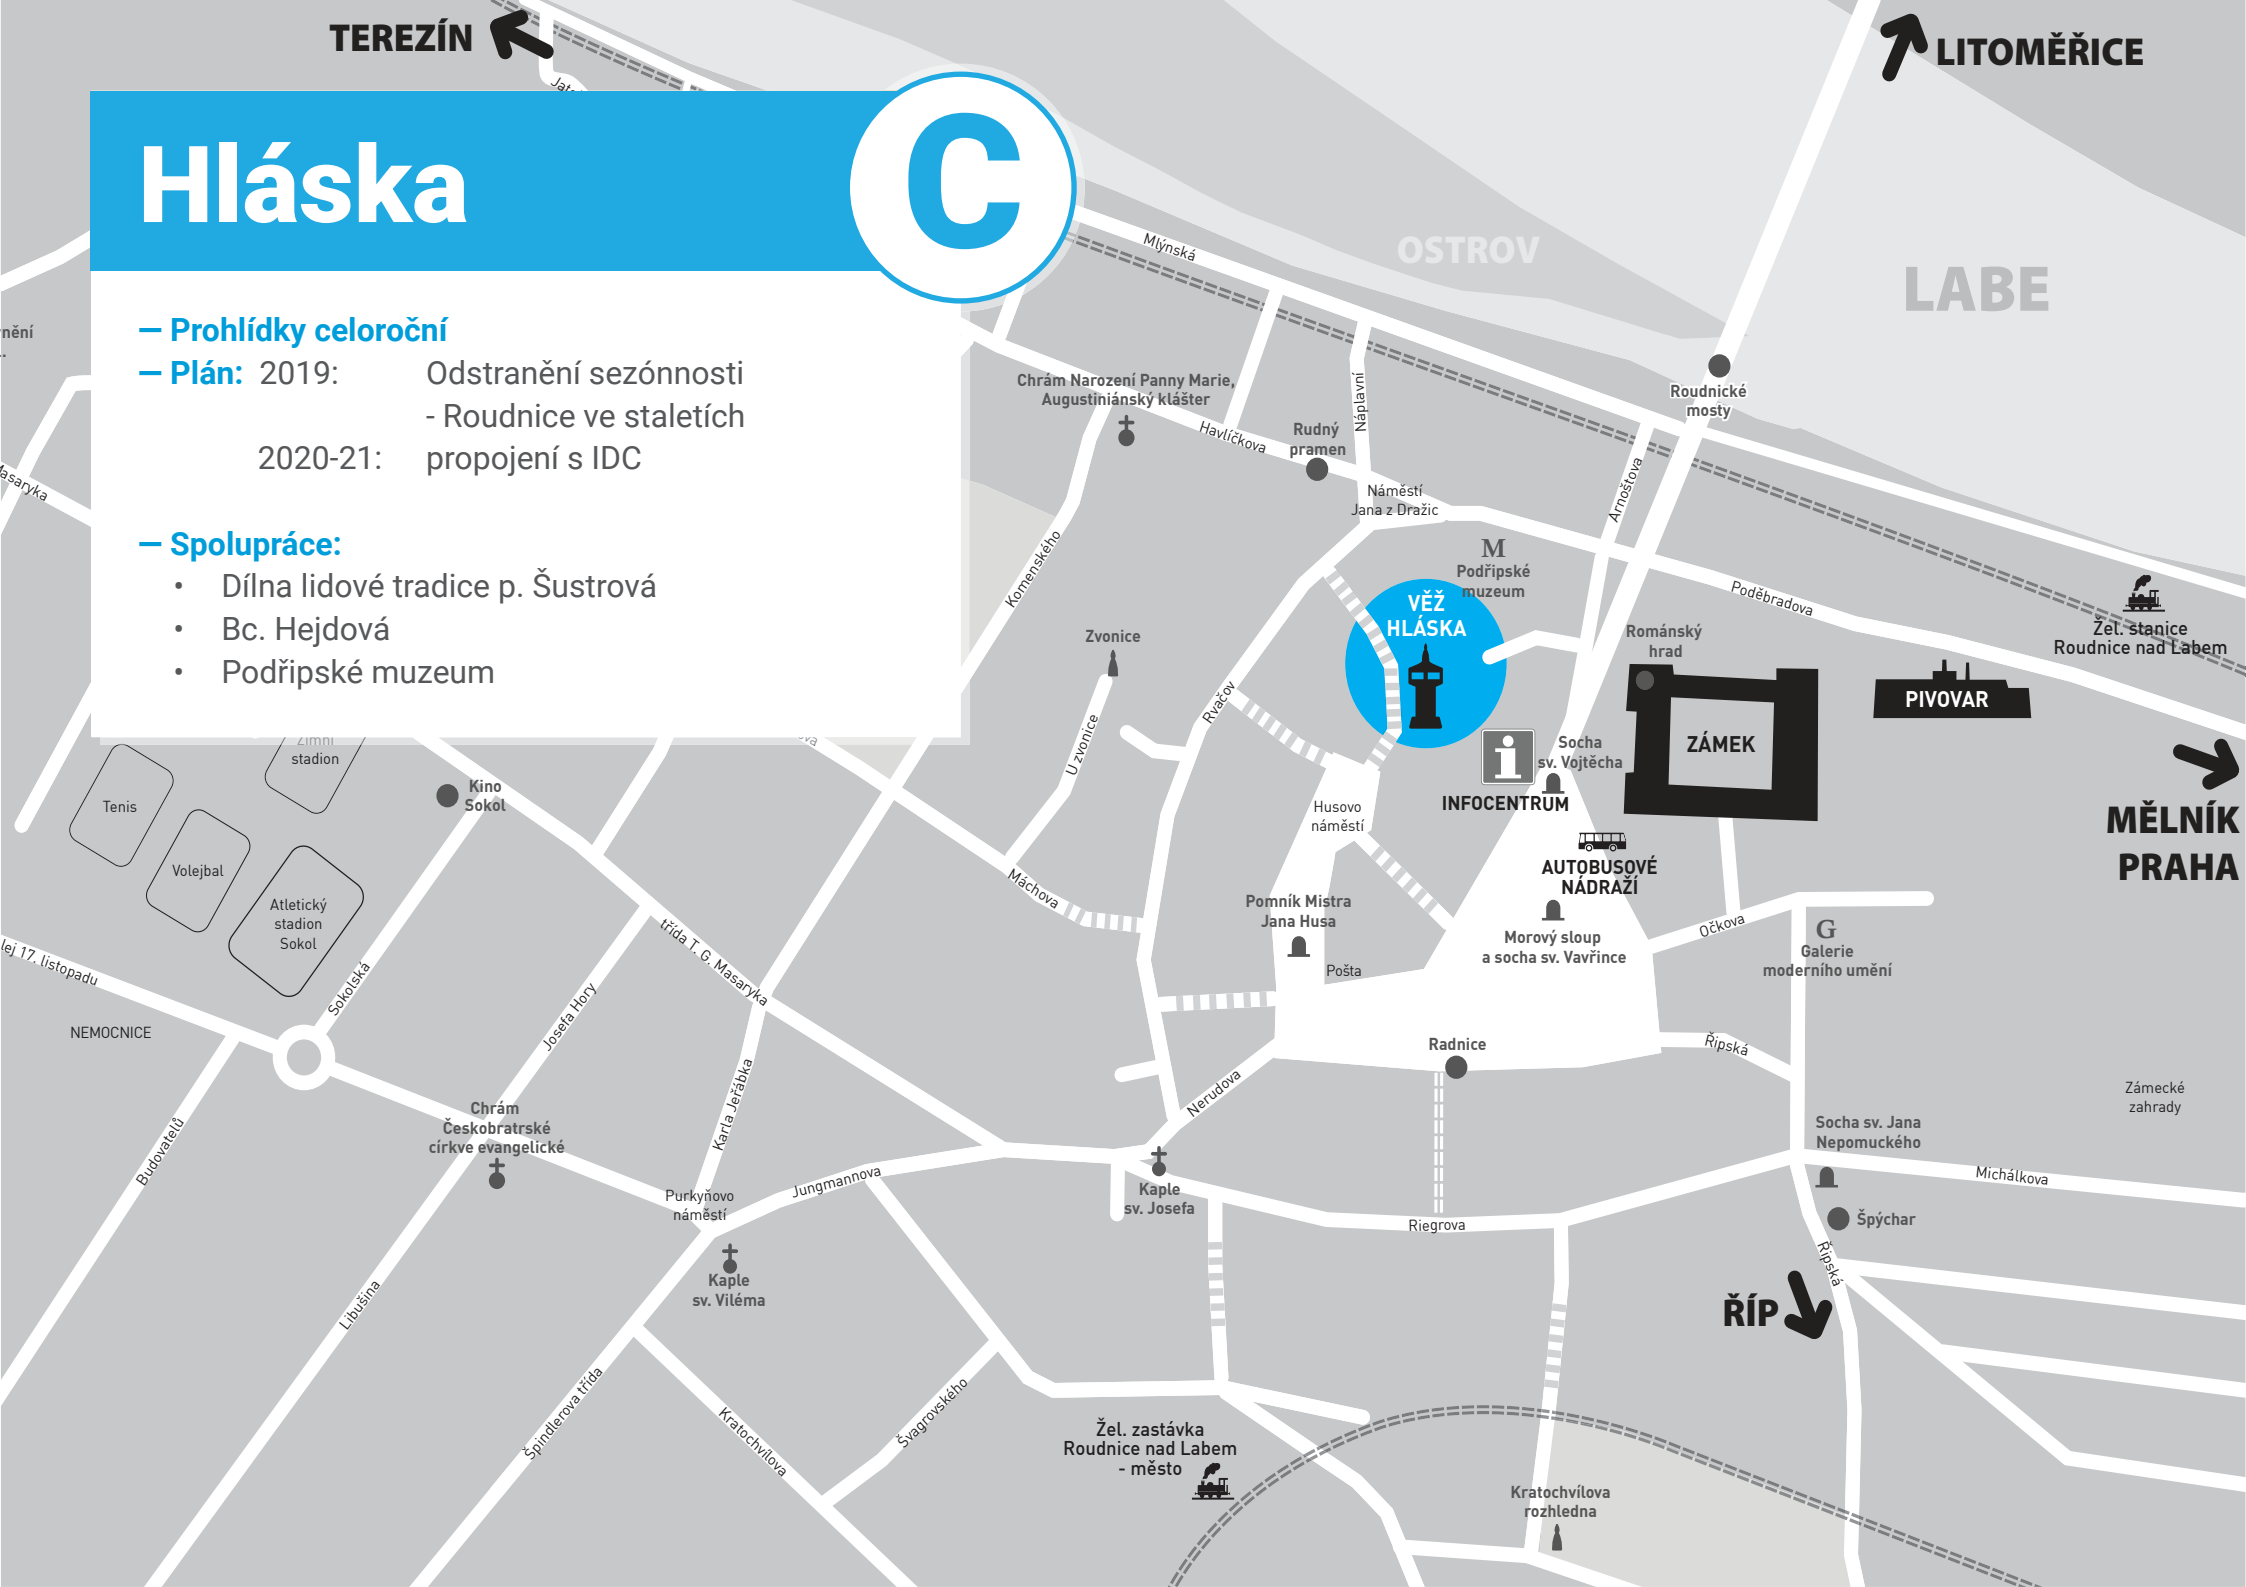 TEREZÍN
LITOMĚŘICE
Hláska
C
— Prohlídky celoroční
— Plán: 2019: Odstranění sezónnosti
- Roudnice ve staletích
2020-21: propojení s IDC
— Spolupráce:
• Dílna lidové tradice p. Šustrová
• Bc. Hejdová
• Podřipské muzeum
OSTROV
LABE
Mlýnská
Roudnické
mosty
Chrám Narození Panny Marie,
Augustiniánský klášter
Havlíčkova
Rudný
pramen
Náplavní
Náměstí
Jana z Dražic
Arnoštova
M
Podřipské
muzeum
VĚŽ
HLÁSKA
Poděbradova
Žel. stanice
Roudnice nad Labem
Románský
hrad
PIVOVAR
ZÁMEK
MĚLNÍK
PRAHA
Socha
sv. Vojtěcha
INFOCENTRUM
AUTOBUSOVÉ
NÁDRAŽÍ
Morový sloup
a socha sv. Vavřince
Komenského
Zvonice
U zvonice
Rvačov
Husovo
náměstí
Pomník Mistra
Jana Husa
Pošta
Máchova
Očkova
G
Galerie
moderního umění
Řipská
Radnice
Nerudova
Zámecké
zahrady
Socha sv. Jana
Nepomuckého
Michálkova
Špýchar
Řipská
ŘÍP
Riegrova
Kaple
sv. Josefa
Masaryka
Zimní
stadion
Tenis
Volejbal
Atletický
stadion
Sokol
Kino
Sokol
17. listopadu
NEMOCNICE
Sokolská
Josefa Hory
třída T. G. Masaryka
Karla Jeřábka
Budovatelů
Chrám
Českobratrské
církve evangelické
Purkyňovo
náměstí
Jungmannova
Kaple
sv. Viléma
Libušina
Špindlerova třída
Kratochvílova
Švagrovského
Žel. zastávka
Roudnice nad Labem
- město
Kratochvílova
rozhledna